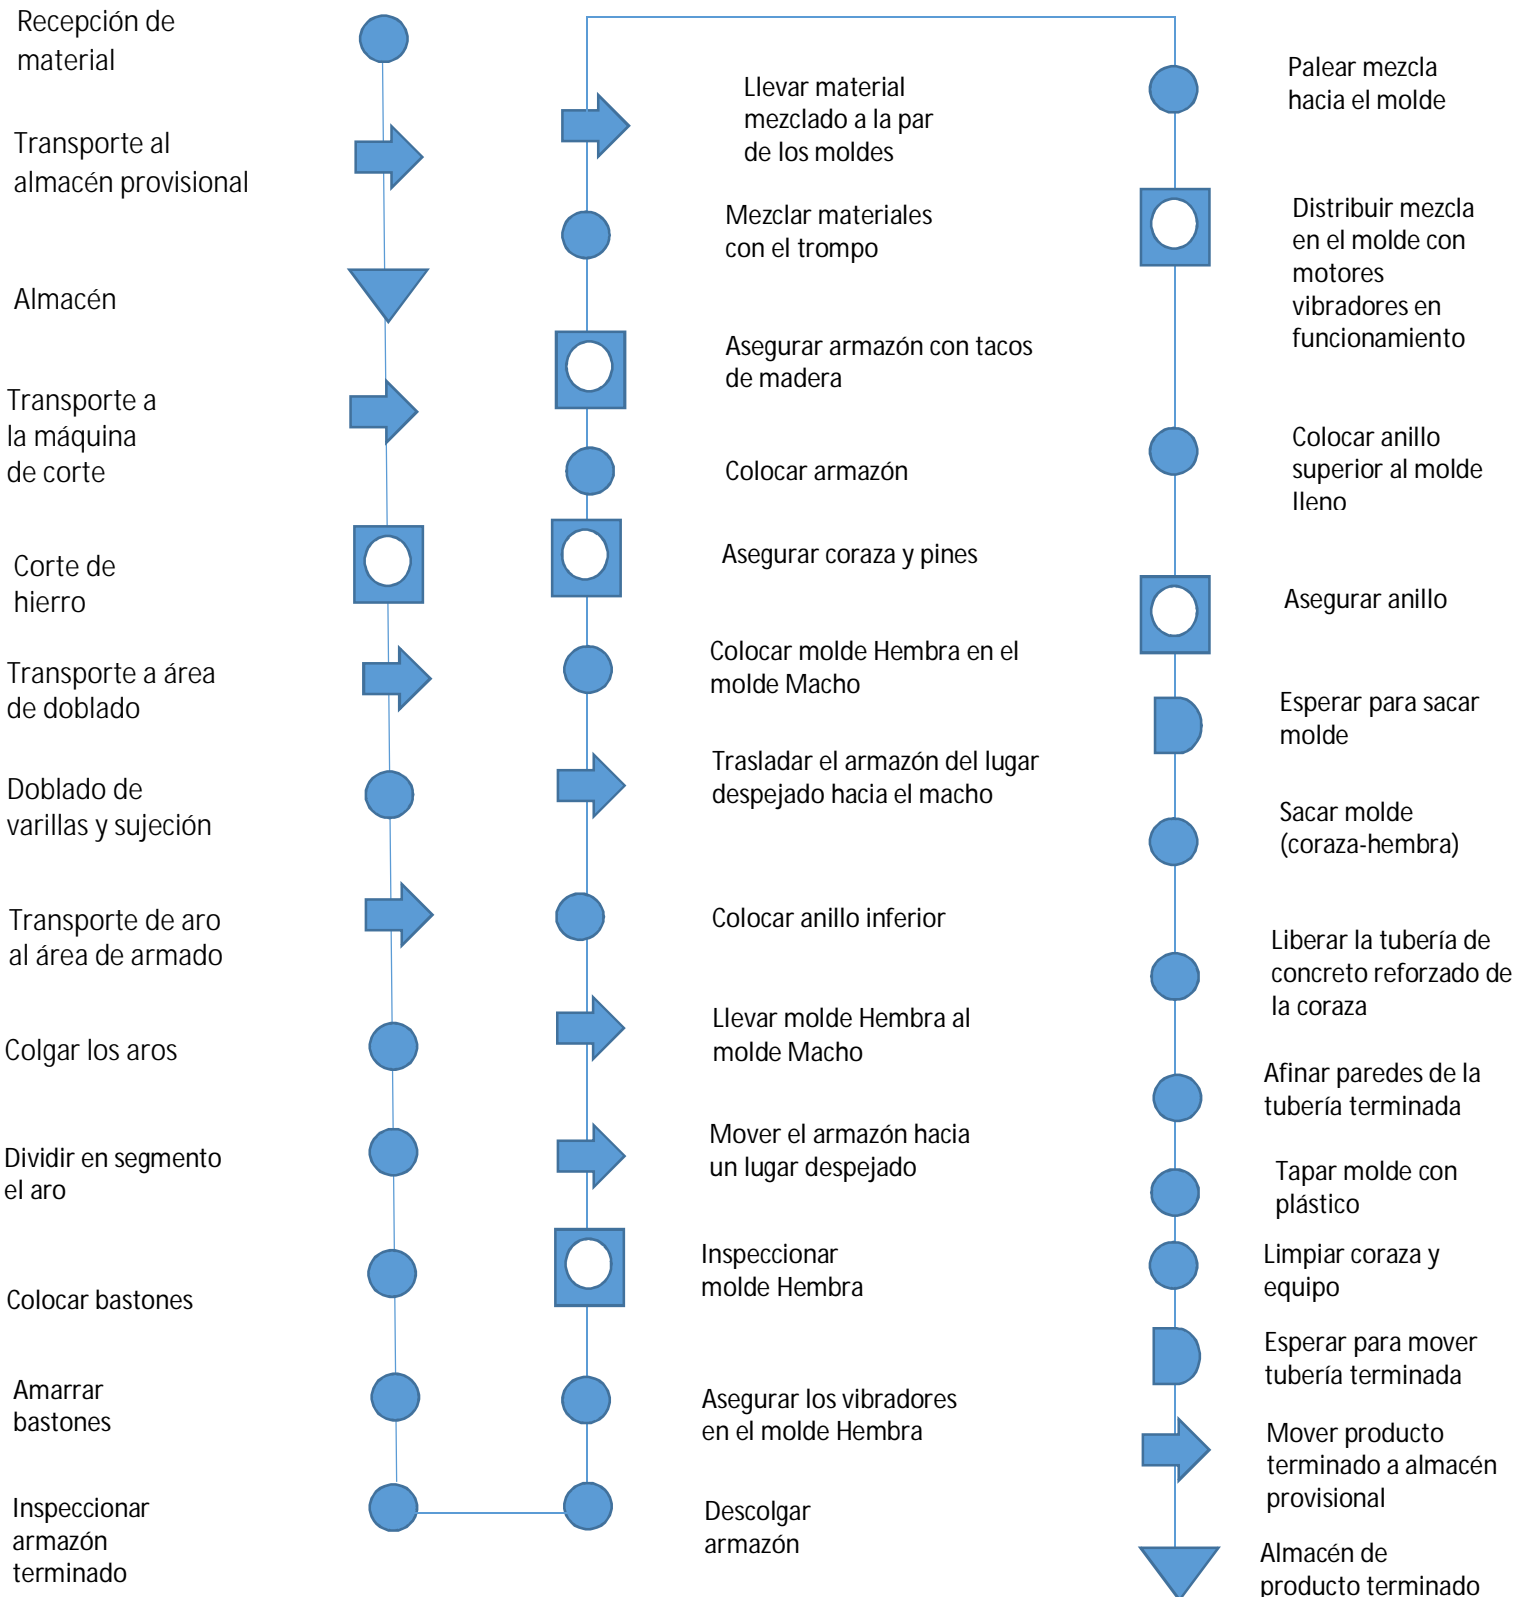 Recepción de
material
Transporte al
almacén provisional
Almacén
Transporte a
la máquina
de corte
Corte de
hierro
Transporte a área
de doblado
Doblado de
varillas y sujeción
Transporte de aro
al área de armado
Colgar los aros
Dividir en segmento
el aro
Colocar bastones
Amarrar
bastones
Inspeccionar
armazón
terminado
Llevar material
mezclado a la par
de los moldes
Mezclar materiales
con el trompo
Asegurar armazón con tacos
de madera
Colocar armazón
Asegurar coraza y pines
Colocar molde Hembra en el
molde Macho
Trasladar el armazón del lugar
despejado hacia el macho
Colocar anillo inferior
Llevar molde Hembra al
molde Macho
Mover el armazón hacia
un lugar despejado
Inspeccionar
molde Hembra
Asegurar los vibradores
en el molde Hembra
Descolgar
armazón
Palear mezcla
hacia el molde
Distribuir mezcla
en el molde con
motores
vibradores en
funcionamiento
Colocar anillo
superior al molde
lleno
Asegurar anillo
Esperar para sacar
molde
Sacar molde
(coraza-hembra)
Liberar la tubería de
concreto reforzado de
la coraza
Afinar paredes de la
tubería terminada
Tapar molde con
plástico
Limpiar coraza y
equipo
Esperar para mover
tubería terminada
Mover producto
terminado a almacén
provisional
Almacén de
producto terminado